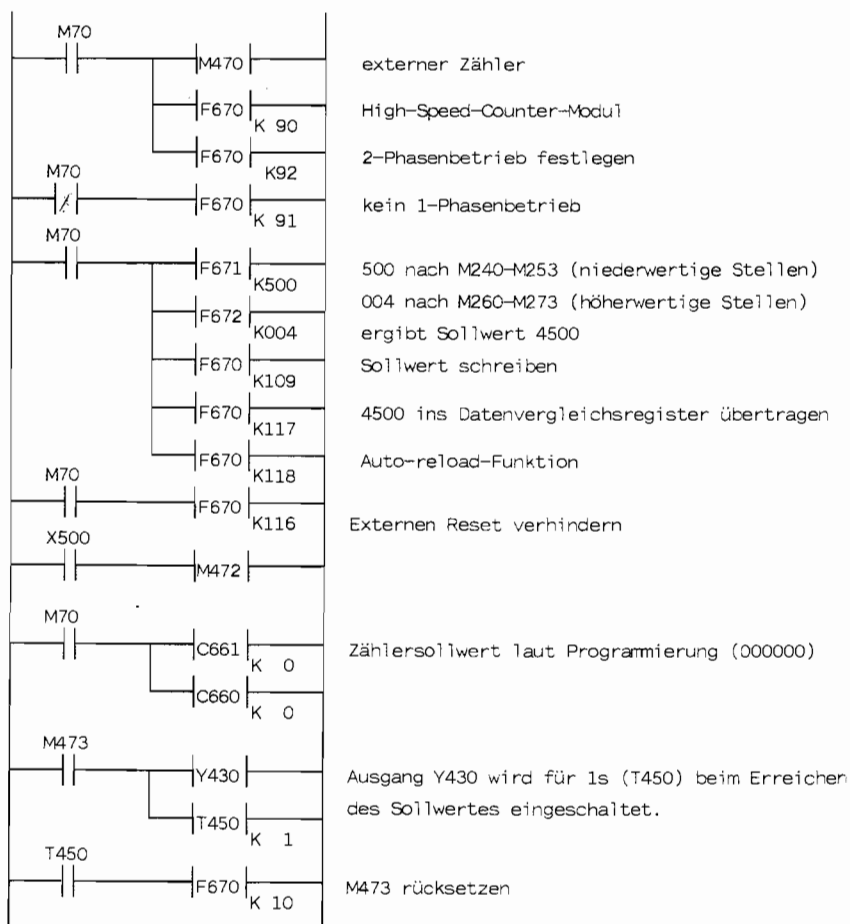 M70
M470 externer Zähler
F670 High-Speed-Counter-Modul
K 90
F670 2-Phasenbetrieb festlegen
K92
M70
F670 kein 1-Phasenbetrieb
K 91
M70
F671 500 nach M240-M253 (niederwertige Stellen)
K500
004 nach M260-M273 (höherwertige Stellen)
F672
K004 ergibt Sollwert 4500
F670 Sollwert schreiben
K109
F670 4500 ins Datenvergleichsregister übertragen
K117
F670 Auto-reload-Funktion
K118
M70
F670
K116 Externen Reset verhindern
X500
M472
M70
C661 Zählersollwert laut Programmierung (000000)
K 0
C660
K 0
M473
Y430 Ausgang Y430 wird für 1s (T450) beim Erreichen
des Sollwertes eingeschaltet.
T450
K 1
T450
F670 M473 rücksetzen
K 10